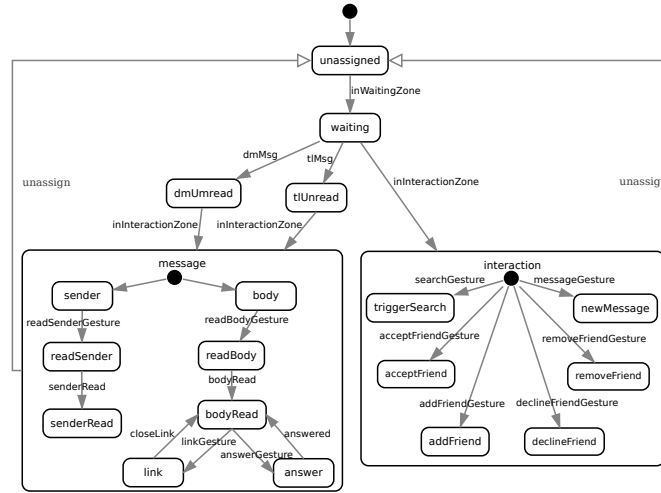 unassigned
inWaitingZone
waiting
dmMsg
tlMsg
unassign
unassign
dmUmread
tlUnread
inInteractionZone
inInteractionZone
inInteractionZone
message
interaction
sender
body
searchGesture
messageGesture
triggerSearch
newMessage
readSenderGesture
readBodyGesture
acceptFriendGesture
removeFriendGesture
readSender
readBody
acceptFriend
removeFriend
senderRead
bodyRead
addFriendGesture
declineFriendGesture
senderRead
bodyRead
closeLink
linkGesture
answered
answerGesture
addFriend
declineFriend
link
answer